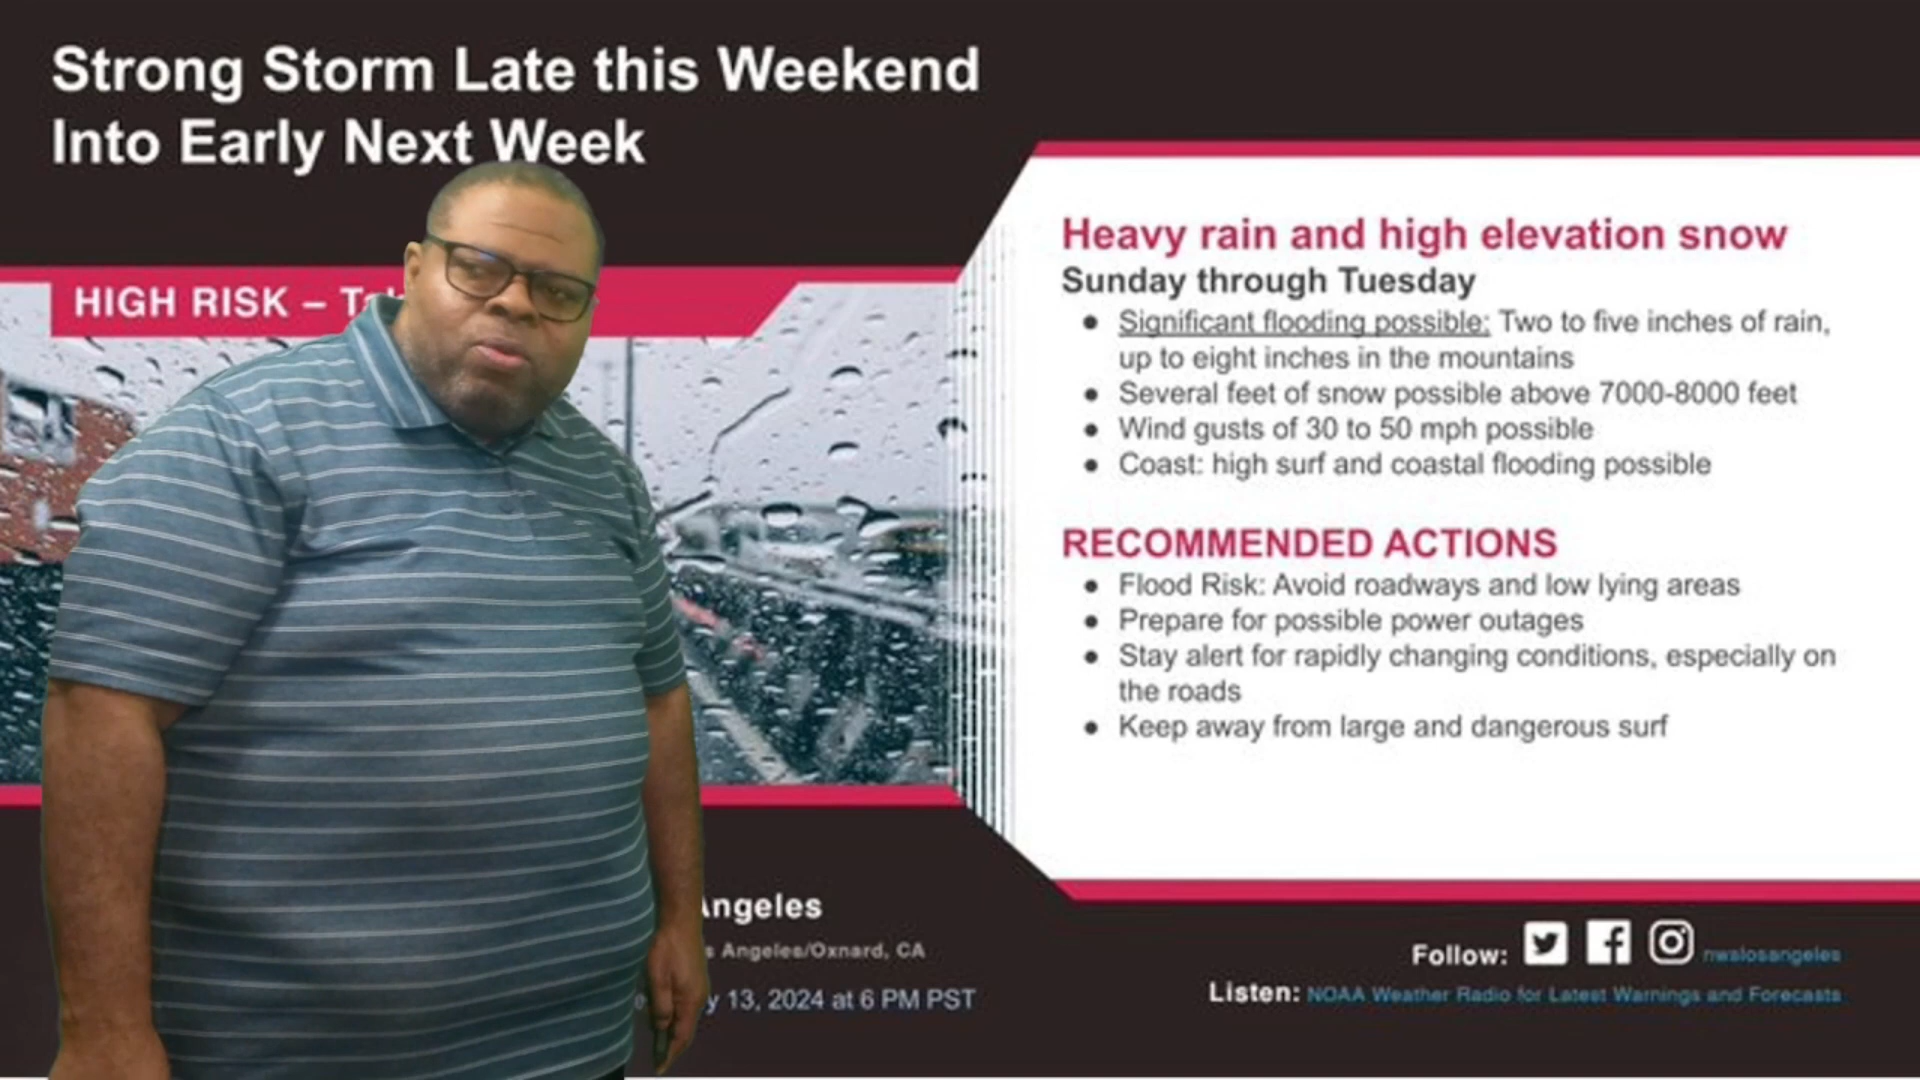 Strong Storm Late this Weekend
Into Early Next Week
HIGH RISK –
Heavy rain and high elevation snow
Sunday through Tuesday
● Significant flooding possible: Two to five inches of rain,
up to eight inches in the mountains
● Several feet of snow possible above 7000-8000 feet
● Wind gusts of 30 to 50 mph possible
● Coast: high surf and coastal flooding possible
RECOMMENDED ACTIONS
● Flood Risk: Avoid roadways and low lying areas
● Prepare for possible power outages
● Stay alert for rapidly changing conditions, especially on
the roads
● Keep away from large and dangerous surf
Angeles
Angeles/Oxnard, CA
13, 2024 at 6 PM PST
Follow: nwslosangeles
Listen: NOAA Weather Radio for Latest Warnings and Forecasts